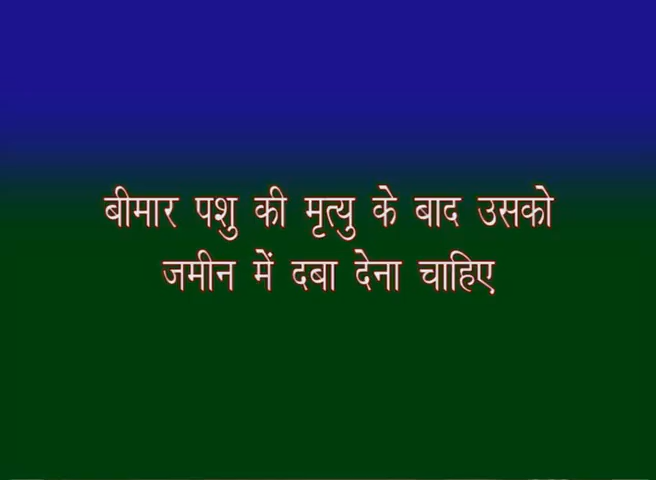 बीमार पशु की मृत्यु के बाद उसको
जमीन में दबा देना चाहिए